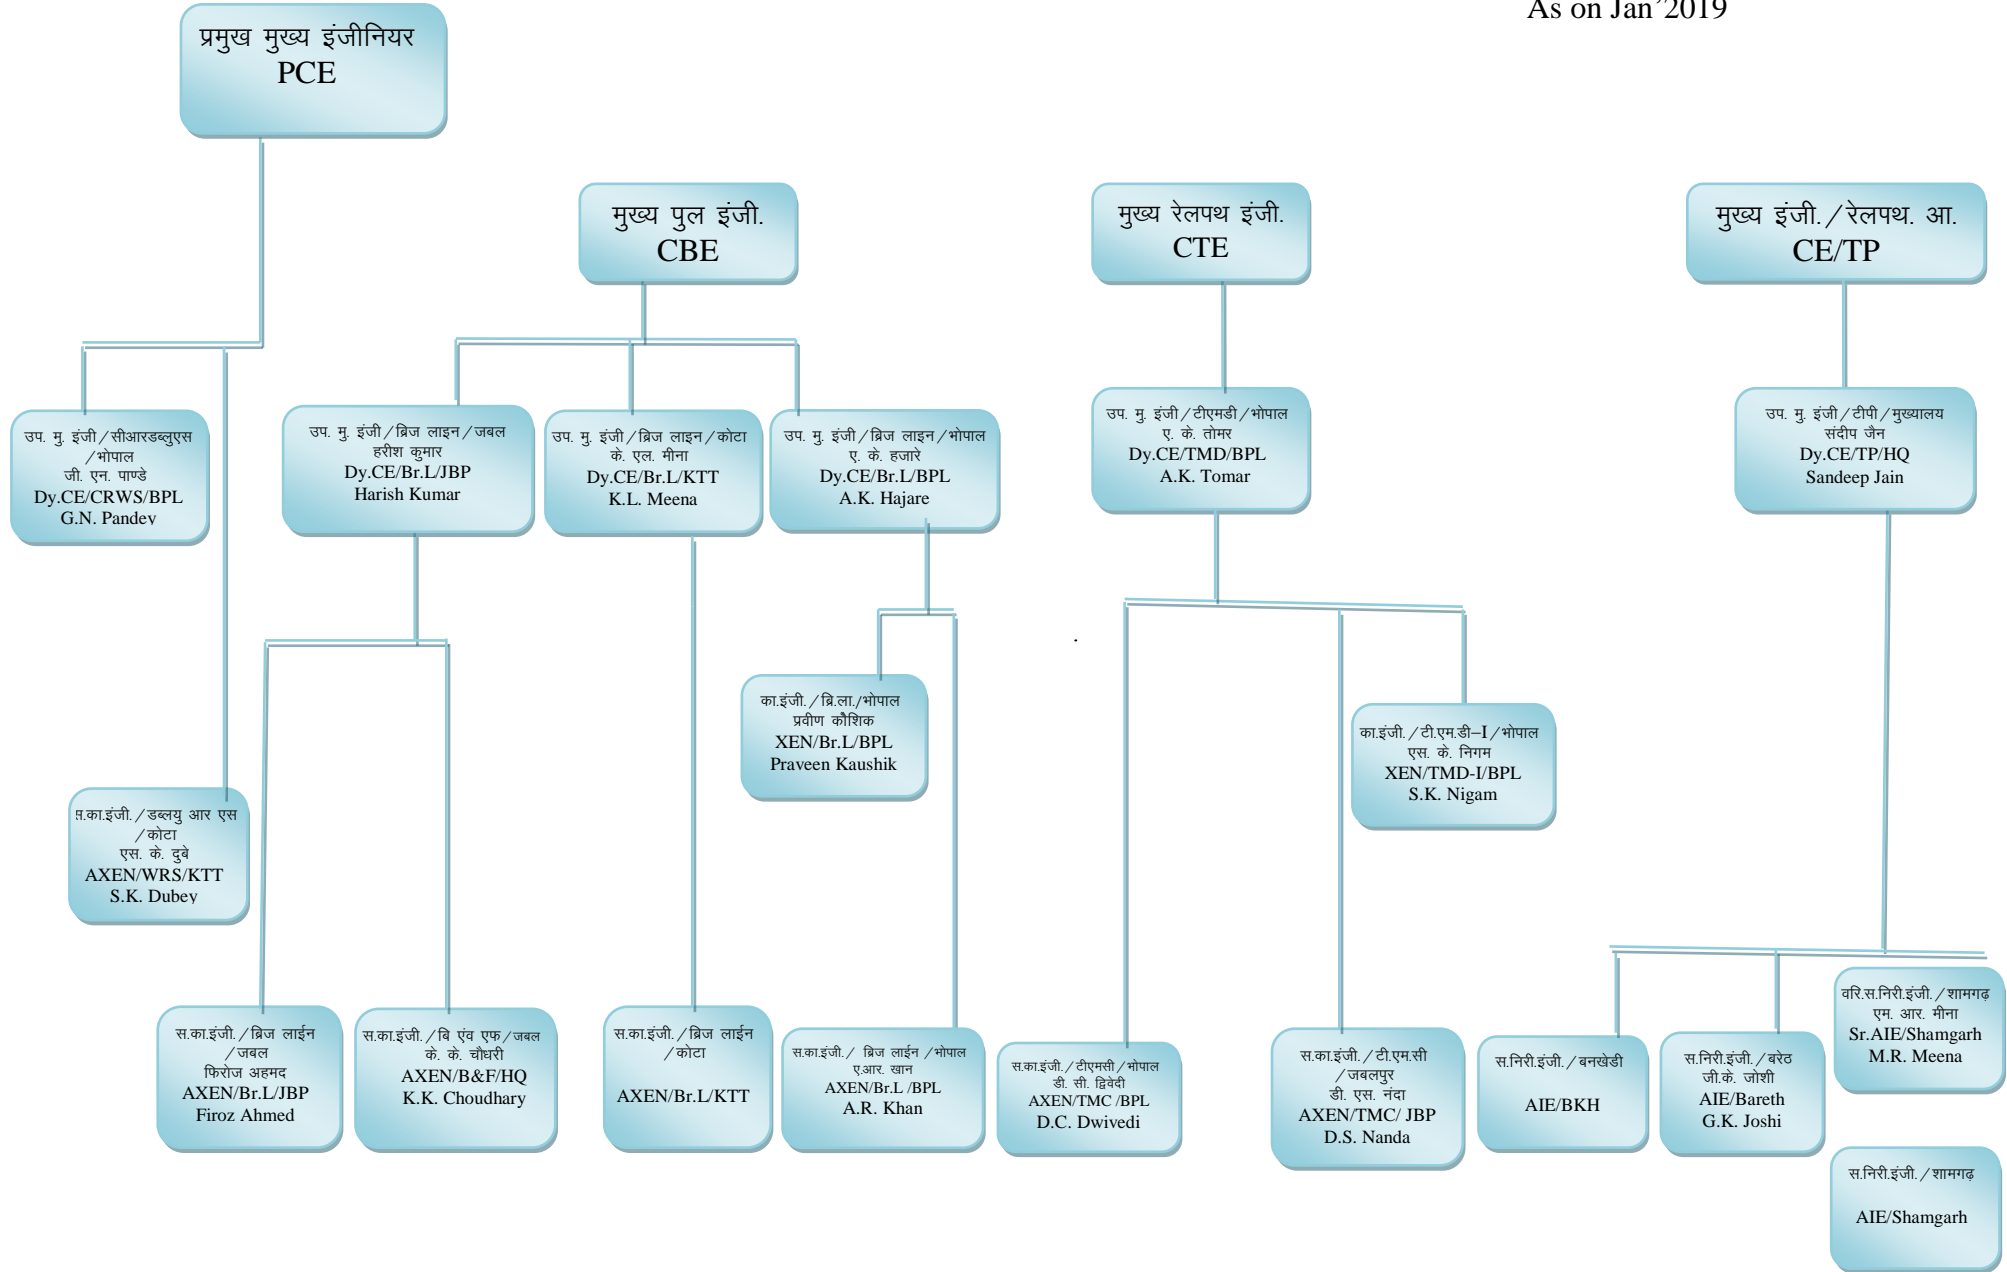 As on Jan’2019
प्रमुख मुख्य इंजीनियर
PCE
मुख्य पुल इंजी.
CBE
मुख्य रेलपथ इंजी.
CTE
मुख्य इंजी./रेलपथ. आ.
CE/TP
उप. मु. इंजी/सीआरडब्लुएस
/भोपाल
जी. एन. पाण्डे
Dy.CE/CRWS/BPL
G.N. Pandey
उप. मु. इंजी/ब्रिज लाइन/जबल
हरीश कुमार
Dy.CE/Br.L/JBP
Harish Kumar
उप. मु. इंजी/ब्रिज लाइन/कोटा
के. एल. मीना
Dy.CE/Br.L/KTT
K.L. Meena
उप. मु. इंजी/ब्रिज लाइन/भोपाल
ए. के. हजारे
Dy.CE/Br.L/BPL
A.K. Hajare
उप. मु. इंजी/टीएमडी/भोपाल
ए. के. तोमर
Dy.CE/TMD/BPL
A.K. Tomar
उप. मु. इंजी/टीपी/मुख्यालय
संदीप जैन
Dy.CE/TP/HQ
Sandeep Jain
का.इंजी./ब्रि.ला./भोपाल
प्रवीण कौशिक
XEN/Br.L/BPL
Praveen Kaushik
का.इंजी./टी.एम.डी–I/भोपाल
एस. के. निगम
XEN/TMD-I/BPL
S.K. Nigam
स.का.इंजी./डब्लयु आर एस
/कोटा
एस. के. दुबे
AXEN/WRS/KTT
S.K. Dubey
स.का.इंजी./ब्रिज लाईन
/जबल
फिरोज अहमद
AXEN/Br.L/JBP
Firoz Ahmed
स.का.इंजी./बि एंव एफ/जबल
के. के. चौधरी
AXEN/B&F/HQ
K.K. Choudhary
स.का.इंजी./ब्रिज लाईन
/कोटा
AXEN/Br.L/KTT
स.का.इंजी./ ब्रिज लाईन /भोपाल
ए.आर. खान
AXEN/Br.L /BPL
A.R. Khan
स.का.इंजी./टीएमसी/भोपाल
डी. सी. द्विवेदी
AXEN/TMC /BPL
D.C. Dwivedi
स.का.इंजी./टी.एम.सी
/जबलपुर
डी. एस. नंदा
AXEN/TMC/ JBP
D.S. Nanda
स.निरी.इंजी./बनखेडी
AIE/BKH
स.निरी.इंजी./बरेठ
जी.के. जोशी
AIE/Bareth
G.K. Joshi
वरि.स.निरी.इंजी./शामगढ़
एम. आर. मीना
Sr.AIE/Shamgarh
M.R. Meena
स.निरी.इंजी./शामगढ़
AIE/Shamgarh